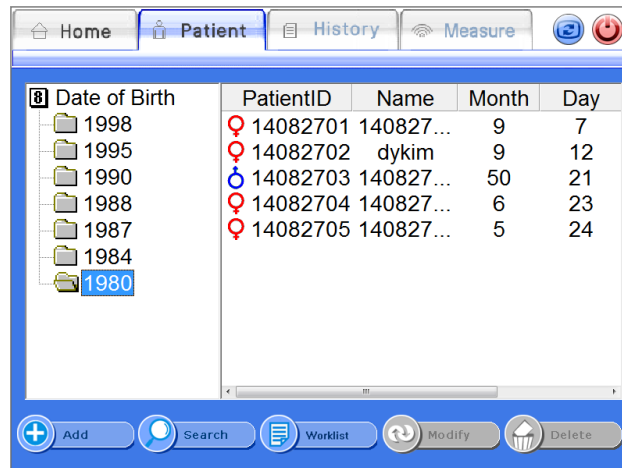 Home Patient History Measure
8 Date of Birth
1998
1995
1990
1988
1987
1984
1980
PatientID Name Month Day
14082701 140827... 9 7
14082702 dykim 9 12
14082703 140827... 50 21
14082704 140827... 6 23
14082705 140827... 5 24
Add Search Worklist Modify Delete